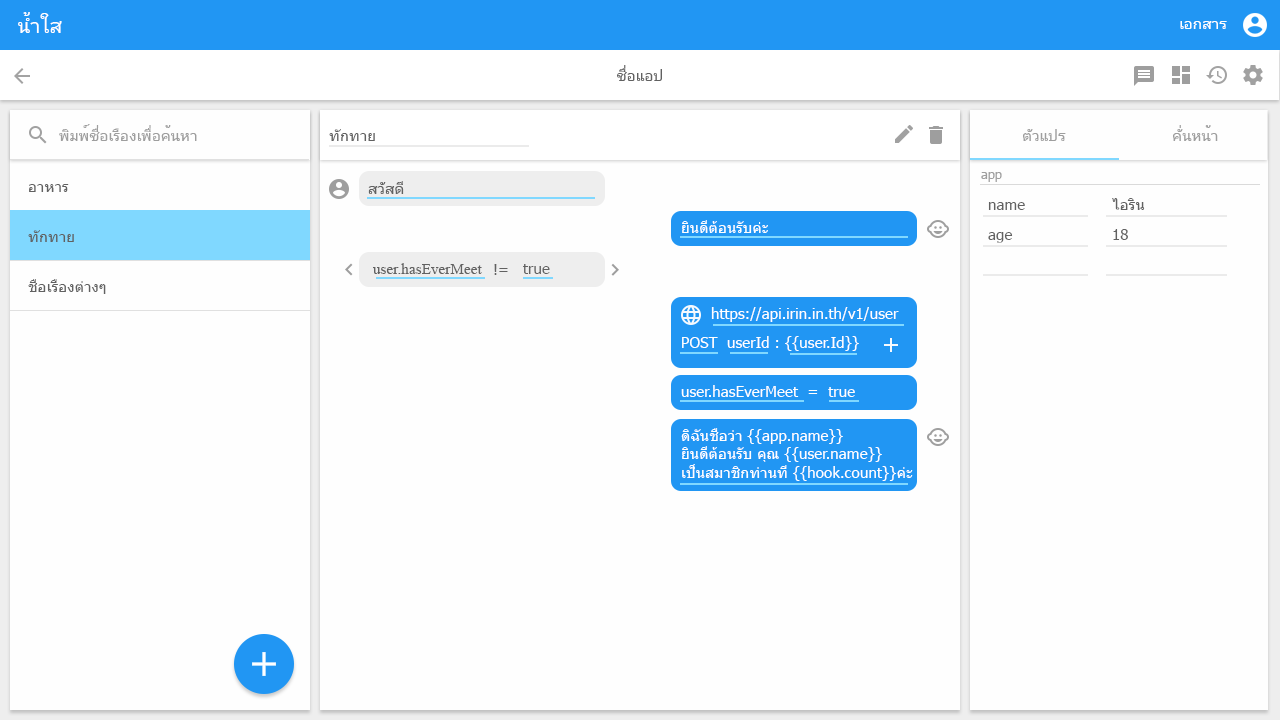 น้ำใส
เอกสาร
ชื่อแอป
พิมพ์ชื่อเรื่องเพื่อค้นหา
อาหาร
ทักทาย
ชื่อเรื่องต่างๆ
ทักทาย
สวัสดี
ยินดีต้อนรับค่ะ
user.hasEverMeet != true
https://api.irin.in.th/v1/user
POST userId : {{user.Id}}
user.hasEverMeet = true
ดิฉันชื่อว่า {{app.name}}
ยินดีต้อนรับ คุณ {{user.name}}
เป็นสมาชิกท่านที่ {{hook.count}}ค่ะ
ตัวแปร คั่นหน้า
app
name ไอริน
age 18